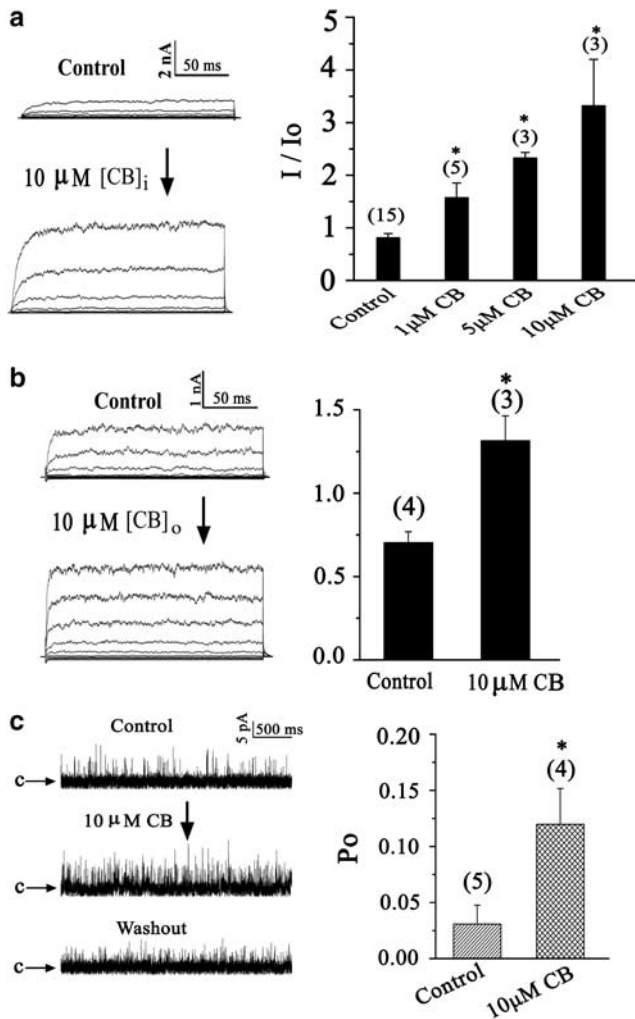 a
Control
2 nA
50 ms
10 μM [CB]i
I / Io
5
4
3
2
1
0
(15)
*
(5)
*
(3)
*
(3)
Control
1μM CB
5μM CB
10μM CB
b
Control
1 nA
50 ms
10 μM [CB]o
1.5
1.0
0.5
0.0
(4)
*
(3)
Control
10 μM CB
c
Control
5 pA
500 ms
c
10 μM CB
c
Washout
c
Po
0.20
0.15
0.10
0.05
0.00
(5)
*
(4)
Control
10μM CB